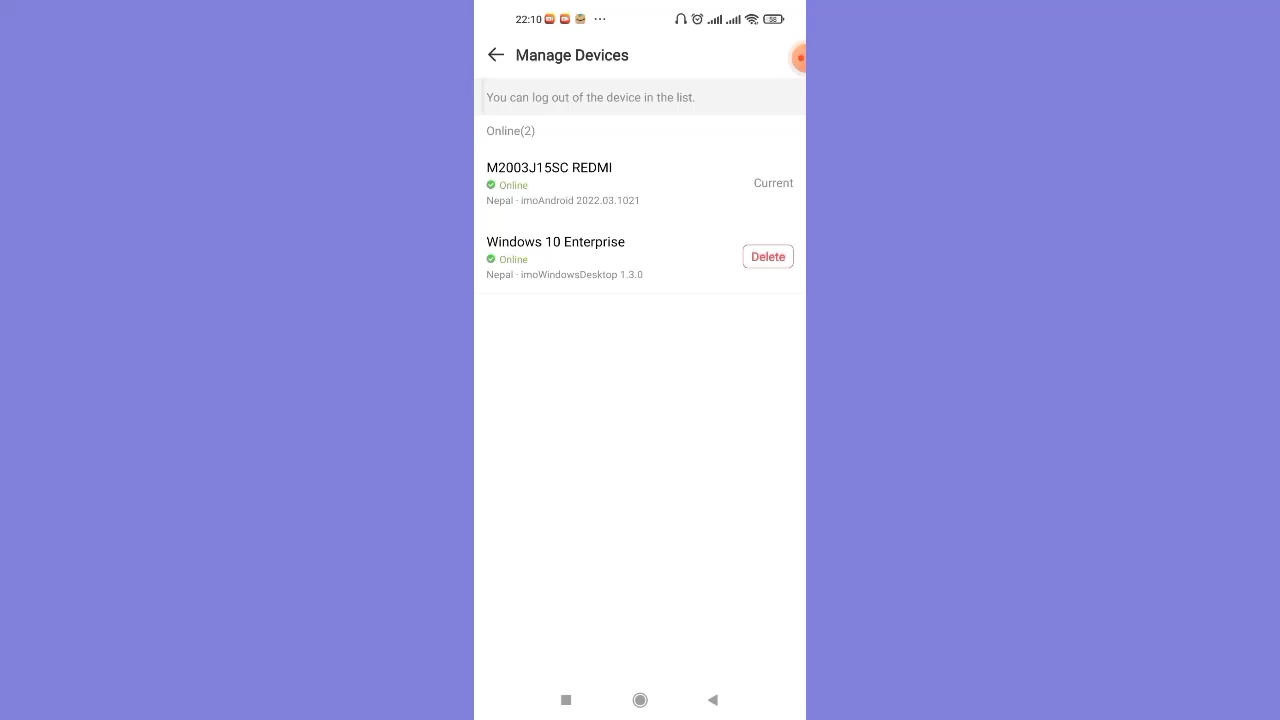 22:10 58
Manage Devices
You can log out of the device in the list.
Online(2)
M2003J15SC REDMI
Online
Current
Nepal · imoAndroid 2022.03.1021
Windows 10 Enterprise
Online
Delete
Nepal · imoWindowsDesktop 1.3.0